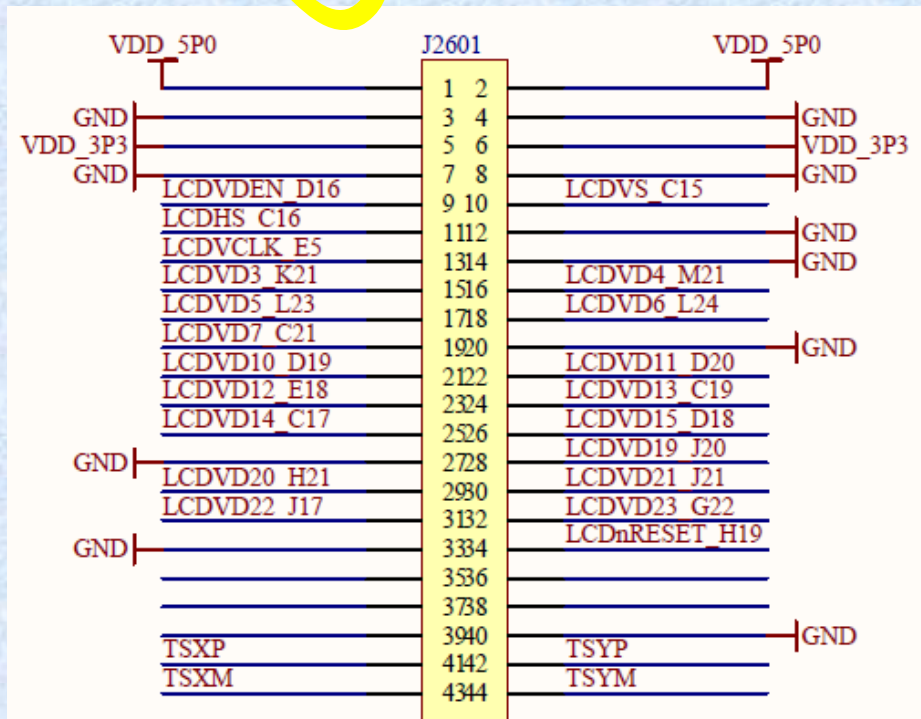 VDD_5P0 J2601 VDD_5P0
1 2
GND 3 4 GND
VDD_3P3 5 6 VDD_3P3
GND 7 8 GND
LCDVDEN_D16 9 10 LCDVS_C15
LCDHS_C16 1112 GND
LCDVCLK_E5 1314 GND
LCDVD3_K21 1516 LCDVD4_M21
LCDVD5_L23 1718 LCDVD6_L24
LCDVD7_C21 1920 GND
LCDVD10_D19 2122 LCDVD11_D20
LCDVD12_E18 2324 LCDVD13_C19
LCDVD14_C17 2526 LCDVD15_D18
GND 2728 LCDVD19_J20
LCDVD20_H21 2930 LCDVD21_J21
LCDVD22_J17 3132 LCDVD23_G22
GND 3334 LCDnRESET_H19
3536
3738
3940 GND
TSXP 4142 TSYP
TSXM 4344 TSYM